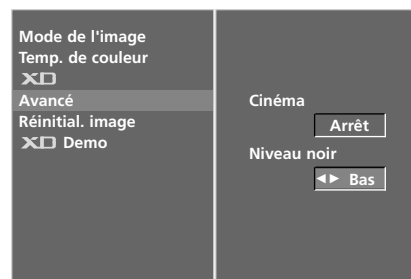 Mode de l'image
Temp. de couleur
XD
Avancé
Réinitial. image
XD Demo
Cinéma
Arrêt
Niveau noir
◄► Bas